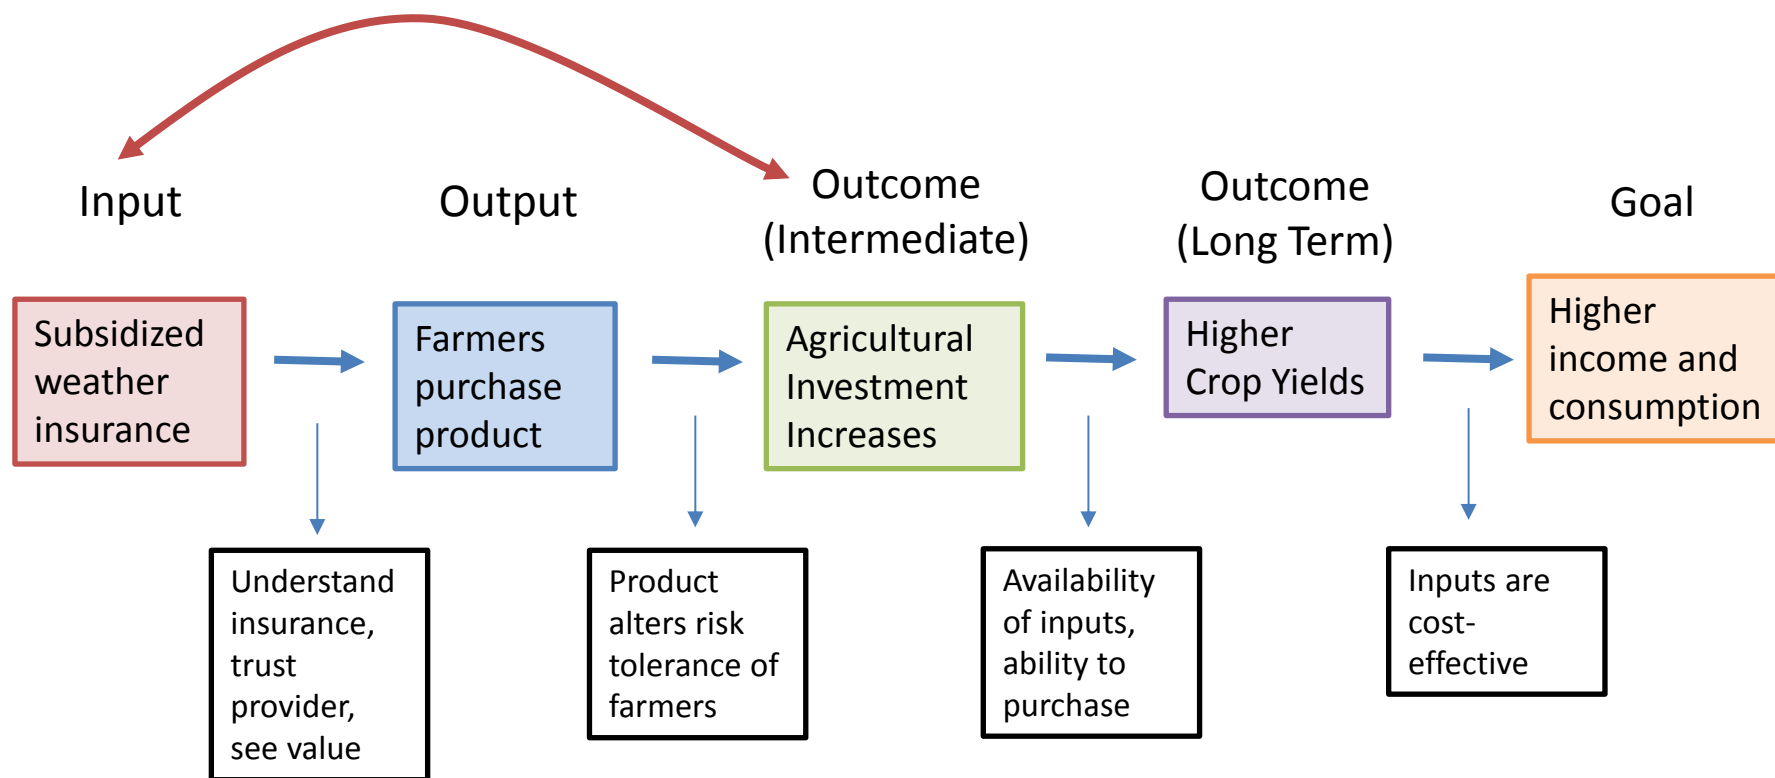 Input
Output
Outcome
(Intermediate)
Outcome
(Long Term)
Goal
Subsidized
weather
insurance
Farmers
purchase
product
Agricultural
Investment
Increases
Higher
Crop Yields
Higher
income and
consumption
Understand
insurance,
trust
provider,
see value
Product
alters risk
tolerance of
farmers
Availability
of inputs,
ability to
purchase
Inputs are
cost-
effective